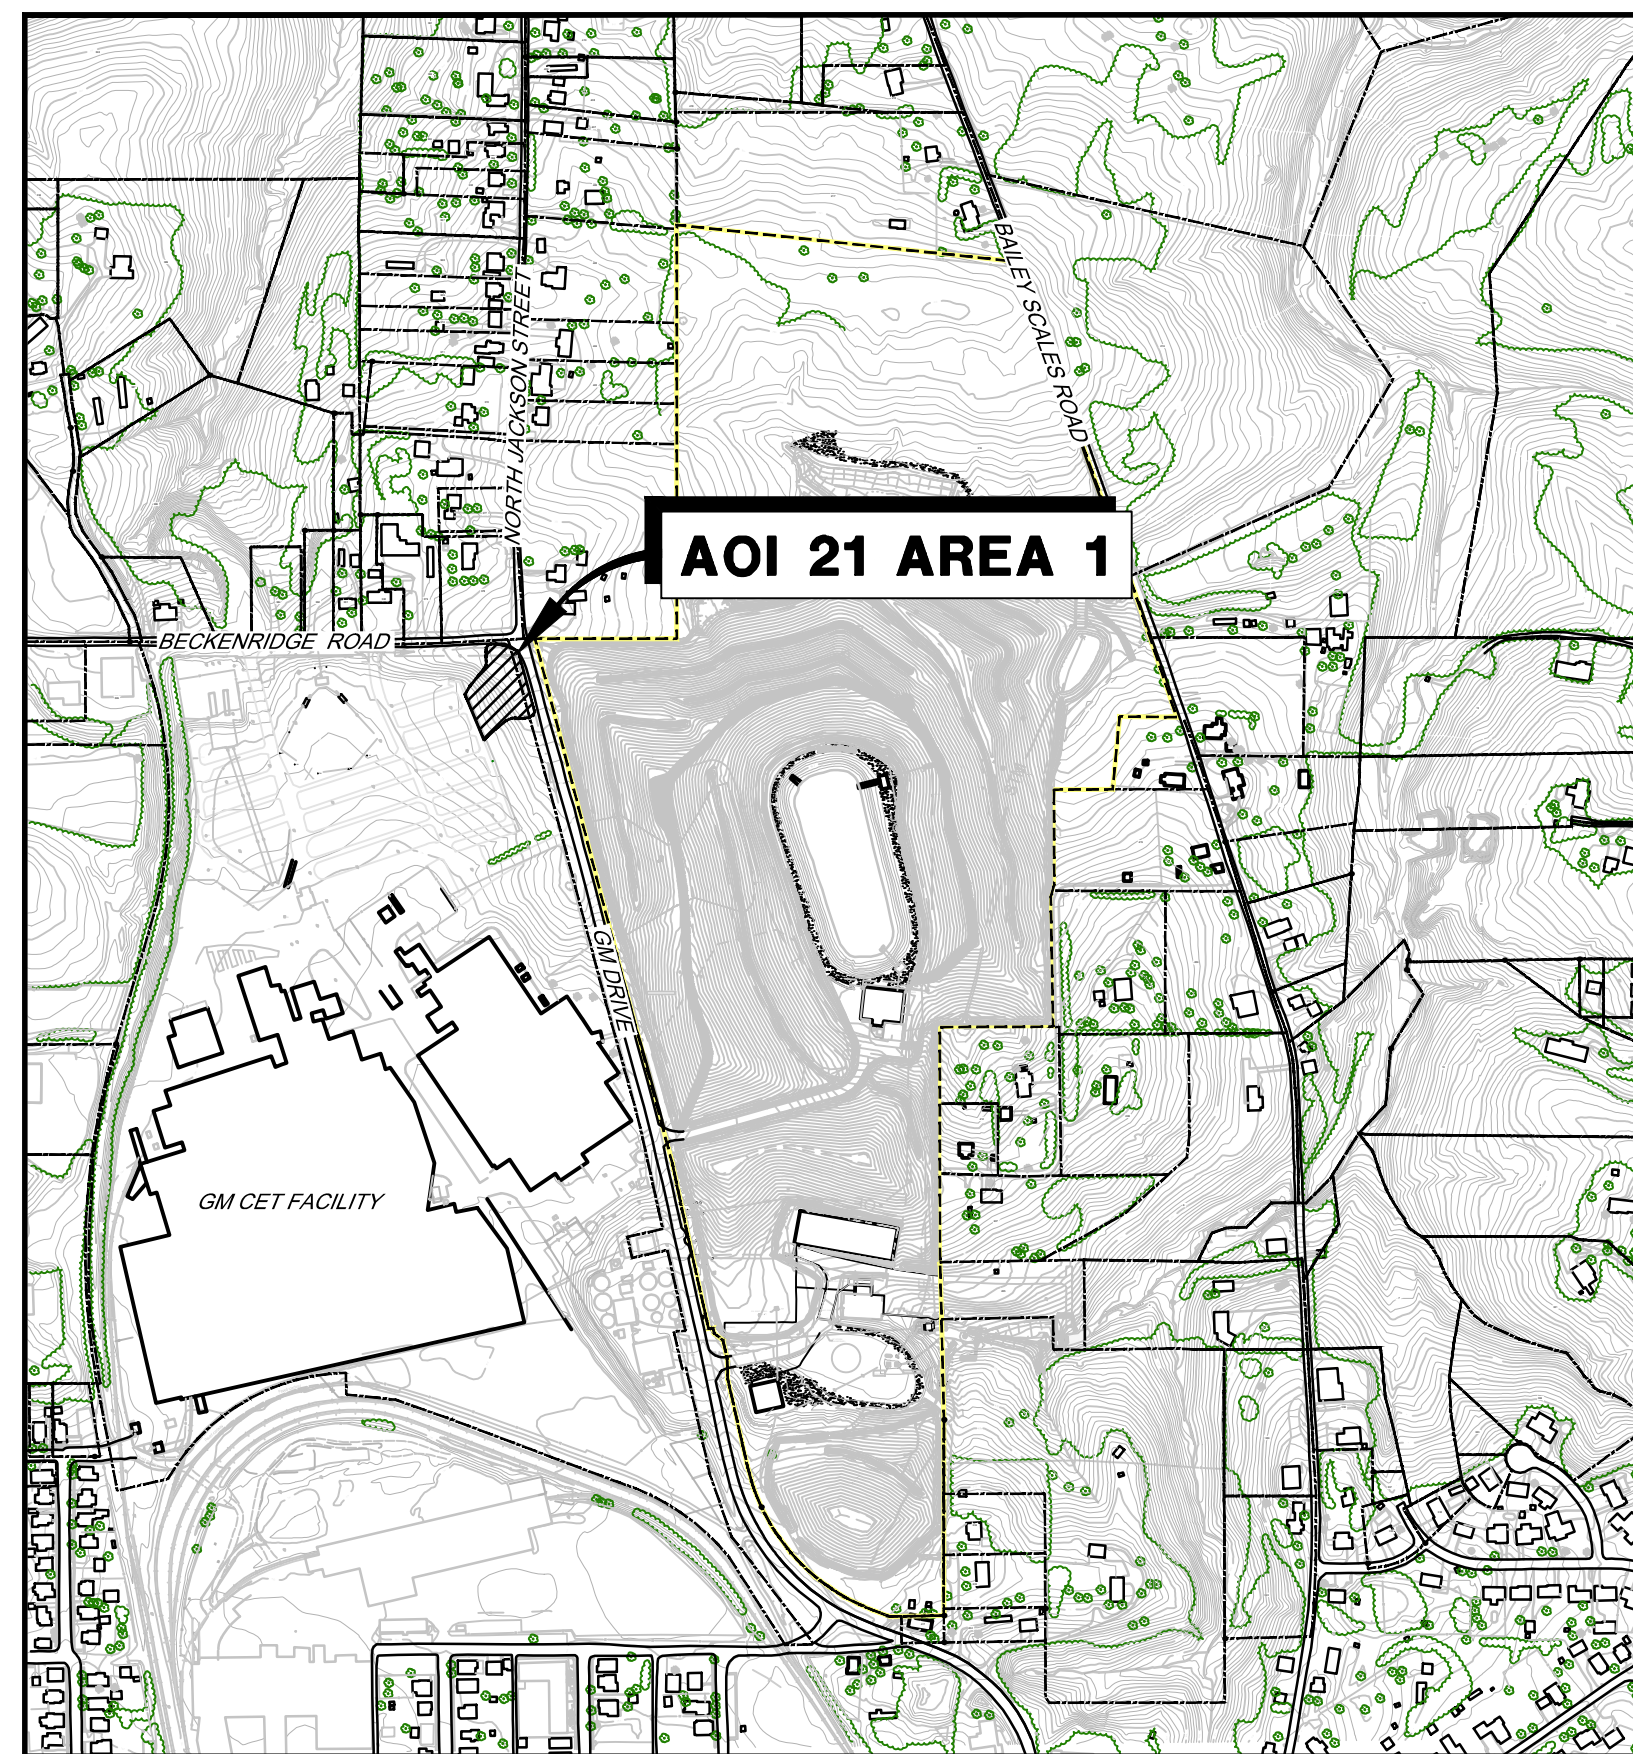 BAILEY SCALES ROAD
NORTH JACKSON STREET
AOI 21 AREA 1
BECKENRIDGE ROAD
GM DRIVE
GM CET FACILITY